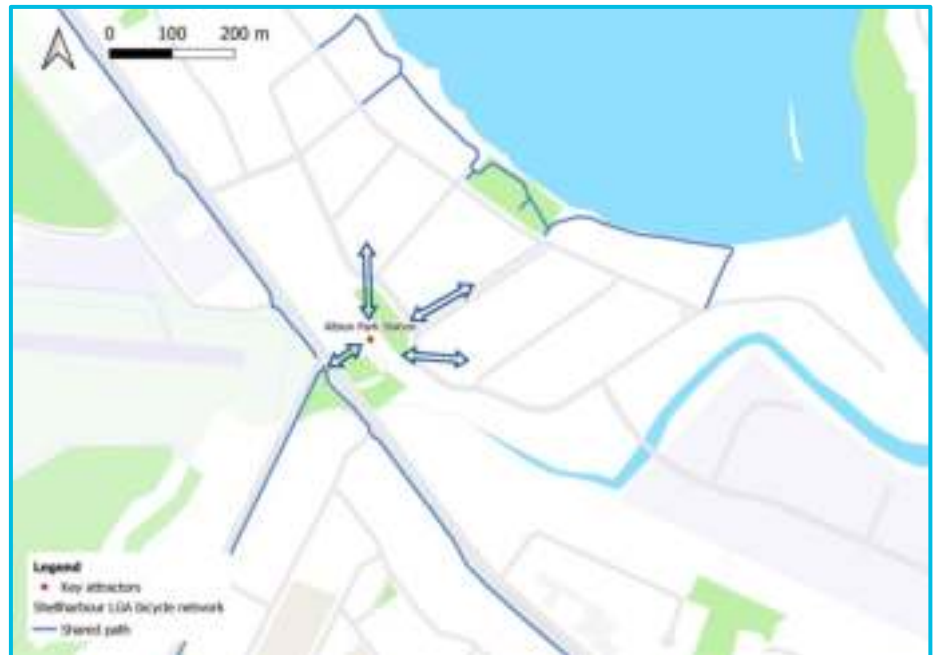 0 100 200 m
Albion Park Station
Legend
Key attractors
Shellharbour LGA bicycle network
Shared path